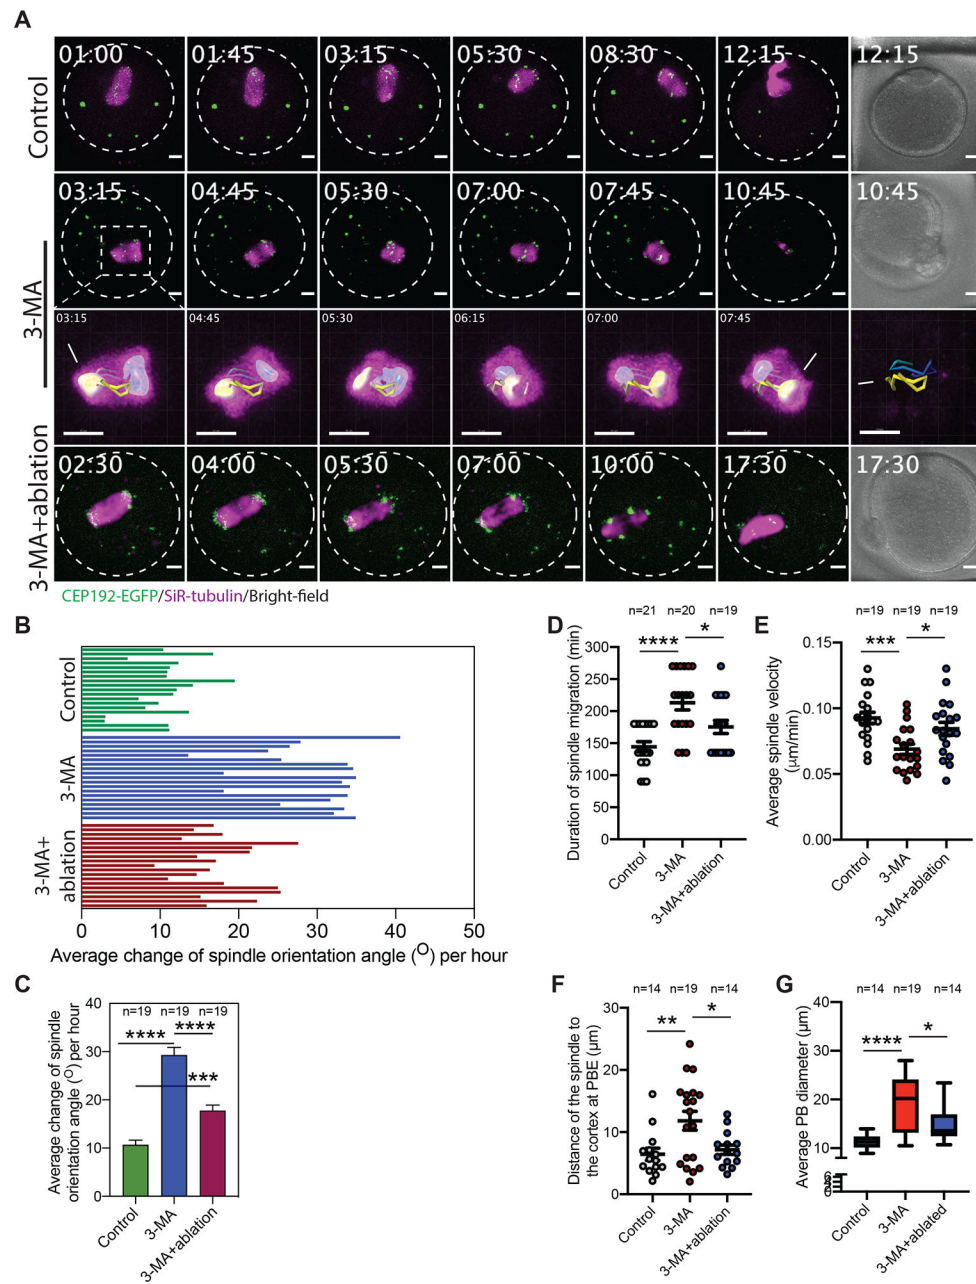 A
Control
01:00 01:45 03:15 05:30 08:30 12:15 12:15
3-MA
03:15 04:45 05:30 07:00 07:45 10:45 10:45
03:15 04:45 05:30 06:15 07:00 07:45
3-MA+ablation
02:30 04:00 05:30 07:00 10:00 17:30 17:30
CEP192-EGFP/SiR-tubulin/Bright-field
B
Control
3-MA
3-MA+
ablation
0 10 20 30 40 50
Average change of spindle orientation angle (O) per hour
C
Average change of spindle
orientation angle (O) per hour
40
30
20
10
0
n=19 n=19 n=19
**** ****
***
Control 3-MA 3-MA+ablation
D
n=21 n=20 n=19
**** *
Duration of spindle migration (min)
300
250
200
150
100
50
0
Control 3-MA 3-MA+ablation
E
n=19 n=19 n=19
*** *
Average spindle velocity
(µm/min)
0.15
0.10
0.05
0.00
Control 3-MA 3-MA+ablation
F
n=14 n=19 n=14
** *
Distance of the spindle to
the cortex at PBE (µm)
30
20
10
0
Control 3-MA 3-MA+ablation
G
n=14 n=19 n=14
**** *
Average PB diameter (µm)
40
30
20
10
6
4
2
0
Control 3-MA 3-MA+ablated